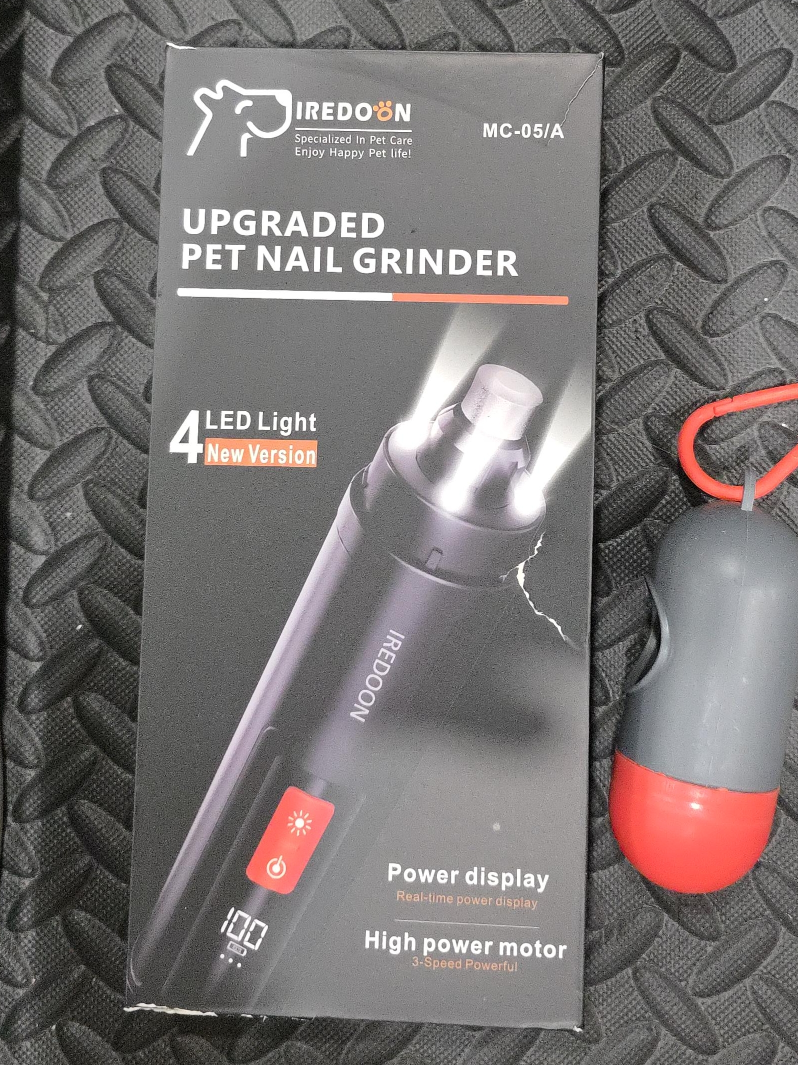 IREDOON
Specialized In Pet Care
Enjoy Happy Pet life!
MC-05/A
UPGRADED
PET NAIL GRINDER
4 LED Light
New Version
IREDOON
100
Power display
Real-time power display
High power motor
3-Speed Powerful